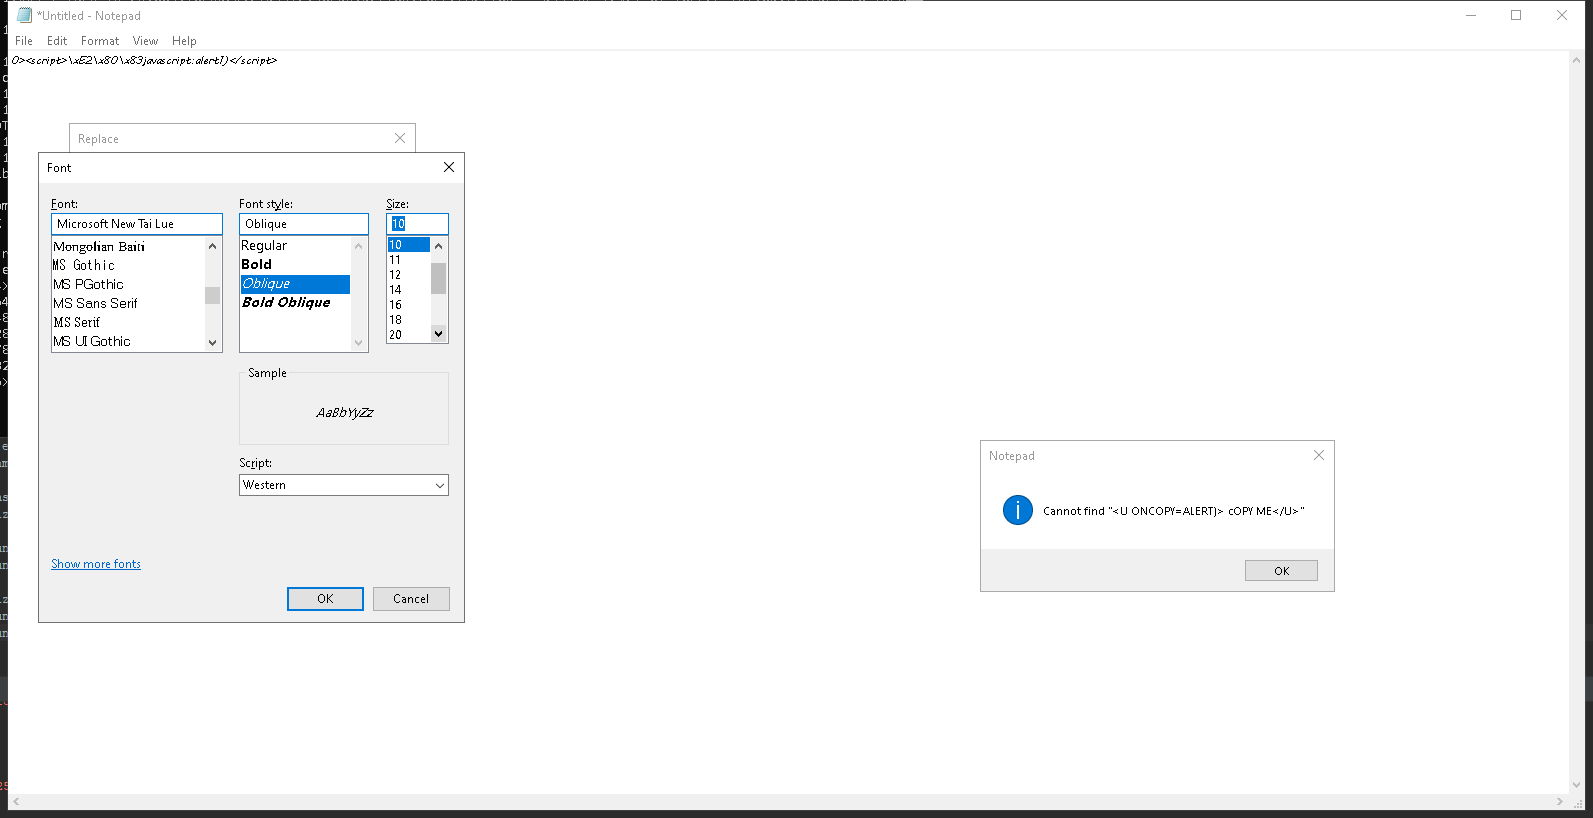 *Untitled - Notepad
File Edit Format View Help
0><script>\xE2\x80\x83javascript:alert1)</script>
Replace
Font
Font: Font style: Size:
Microsoft New Tai Lue Oblique 10
Mongolian Baiti Regular 10
MS Gothic Bold 11
MS PGothic Oblique 12
MS Sans Serif Bold Oblique 14
MS Serif 16
MS UI Gothic 18
20
Sample
AaBbYyZz
Script:
Western
Show more fonts
OK Cancel
Notepad
Cannot find "<U ONCOPY=ALERT)> cOPY ME</U>"
OK